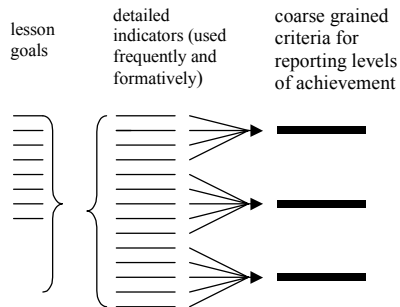 lesson
goals
detailed
indicators (used
frequently and
formatively)
coarse grained
criteria for
reporting levels
of achievement